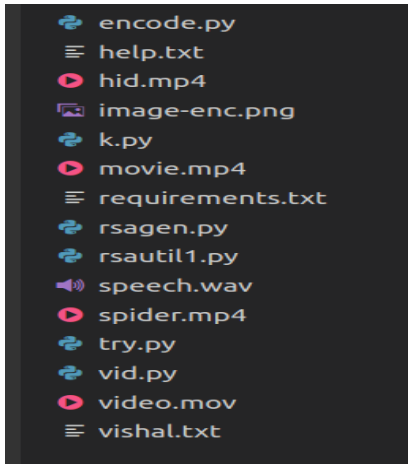 encode.py
help.txt
hid.mp4
image-enc.png
k.py
movie.mp4
requirements.txt
rsagen.py
rsautil1.py
speech.wav
spider.mp4
try.py
vid.py
video.mov
vishal.txt